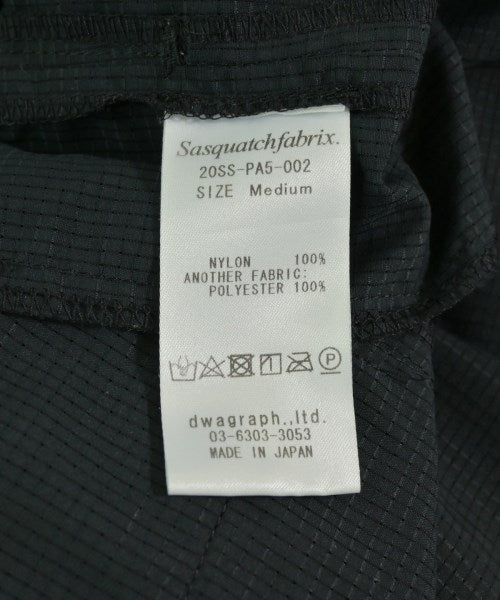 Sasquatchfabrix.
20SS-PA5-002
SIZE Medium
NYLON 100%
ANOTHER FABRIC:
POLYESTER 100%
P
dwagraph.,ltd.
03-6303-3053
MADE IN JAPAN